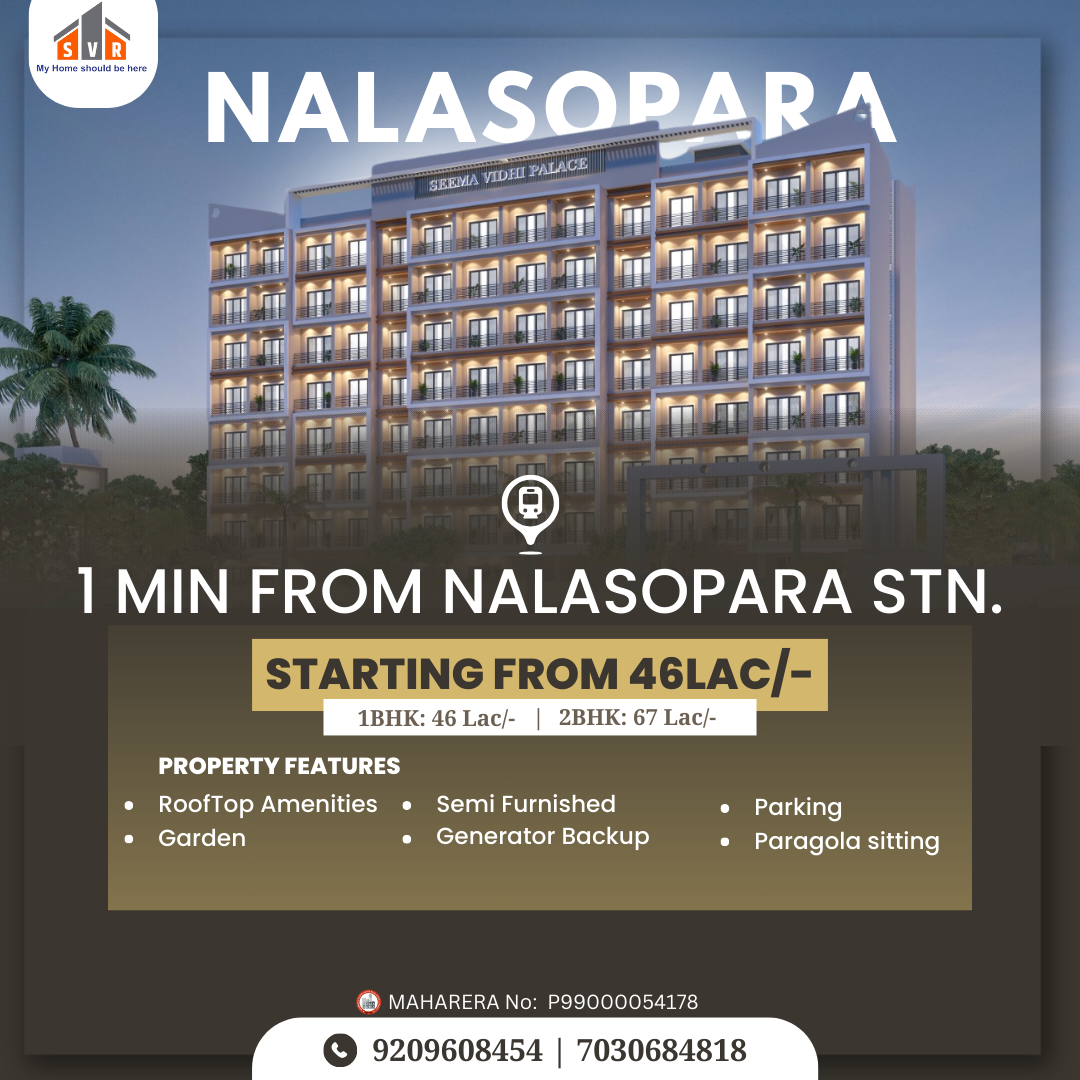 SVR
My Home should be here
NALASOPARA
SEEMA VIDHI PALACE
1 MIN FROM NALASOPARA STN.
STARTING FROM 46LAC/-
1BHK: 46 Lac/- | 2BHK: 67 Lac/-
PROPERTY FEATURES
• RoofTop Amenities
• Garden
• Semi Furnished
• Generator Backup
• Parking
• Paragola sitting
MAHARERA No: P99000054178
9209608454 | 7030684818